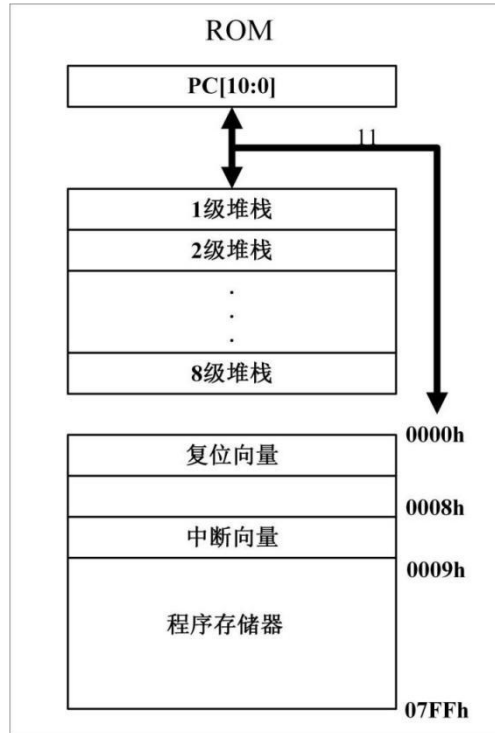 ROM
PC[10:0]
11
1级堆栈
2级堆栈
.
.
.
8级堆栈
0000h
复位向量
0008h
中断向量
0009h
程序存储器
07FFh